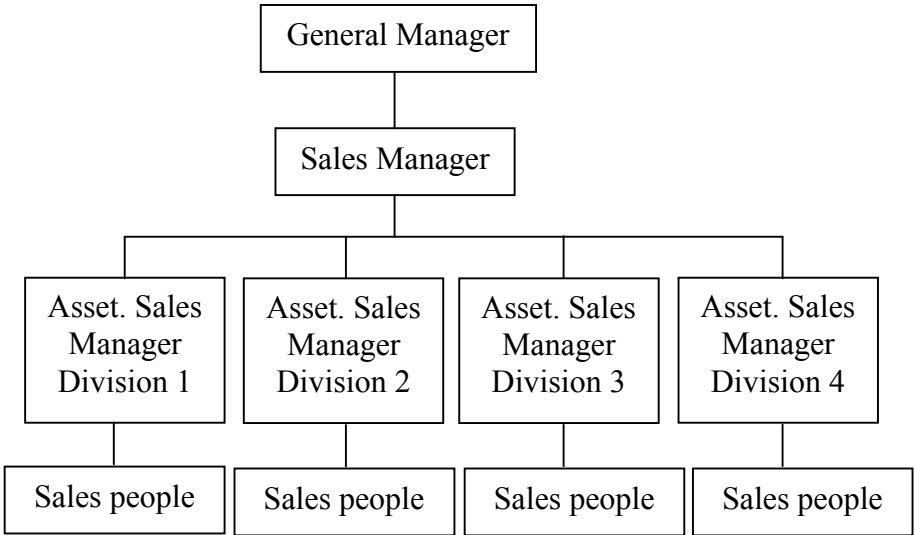 General Manager
Sales Manager
Asset. Sales
Manager
Division 1
Asset. Sales
Manager
Division 2
Asset. Sales
Manager
Division 3
Asset. Sales
Manager
Division 4
Sales people
Sales people
Sales people
Sales people